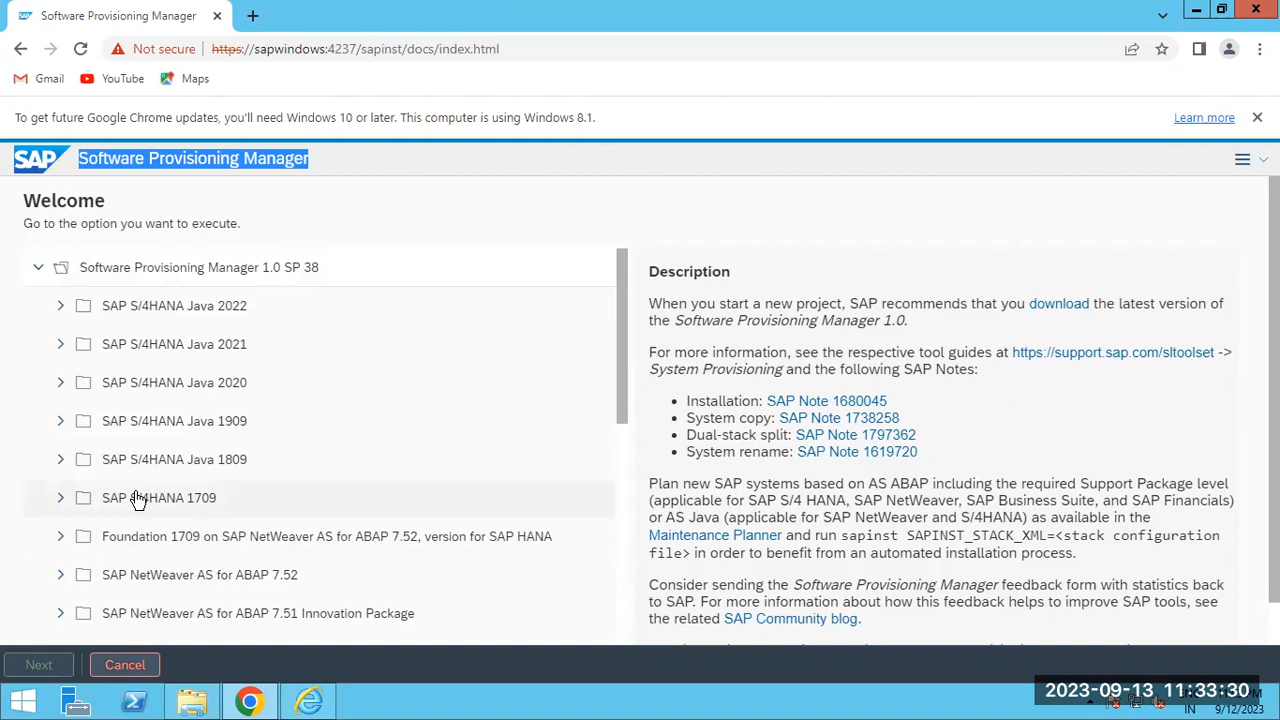 Software Provisioning Manager
Not secure https://sapwindows:4237/sapinst/docs/index.html
Gmail YouTube Maps
To get future Google Chrome updates, you'll need Windows 10 or later. This computer is using Windows 8.1.
Learn more
SAP Software Provisioning Manager
Welcome
Go to the option you want to execute.
Software Provisioning Manager 1.0 SP 38
SAP S/4HANA Java 2022
SAP S/4HANA Java 2021
SAP S/4HANA Java 2020
SAP S/4HANA Java 1909
SAP S/4HANA Java 1809
SAP S/4HANA 1709
Foundation 1709 on SAP NetWeaver AS for ABAP 7.52, version for SAP HANA
SAP NetWeaver AS for ABAP 7.52
SAP NetWeaver AS for ABAP 7.51 Innovation Package
Description
When you start a new project, SAP recommends that you download the latest version of
the Software Provisioning Manager 1.0.
For more information, see the respective tool guides at https://support.sap.com/sltoolset ->
System Provisioning and the following SAP Notes:
• Installation: SAP Note 1680045
• System copy: SAP Note 1738258
• Dual-stack split: SAP Note 1797362
• System rename: SAP Note 1619720
Plan new SAP systems based on AS ABAP including the required Support Package level
(applicable for SAP S/4 HANA, SAP NetWeaver, SAP Business Suite, and SAP Financials)
or AS Java (applicable for SAP NetWeaver and S/4HANA) as available in the
Maintenance Planner and run sapinst SAPINST_STACK_XML=<stack configuration
file> in order to benefit from an automated installation process.
Consider sending the Software Provisioning Manager feedback form with statistics back
to SAP. For more information about how this feedback helps to improve SAP tools, see
the related SAP Community blog.
Next Cancel
2023-09-13 11:33:30
IN 9/12/2023